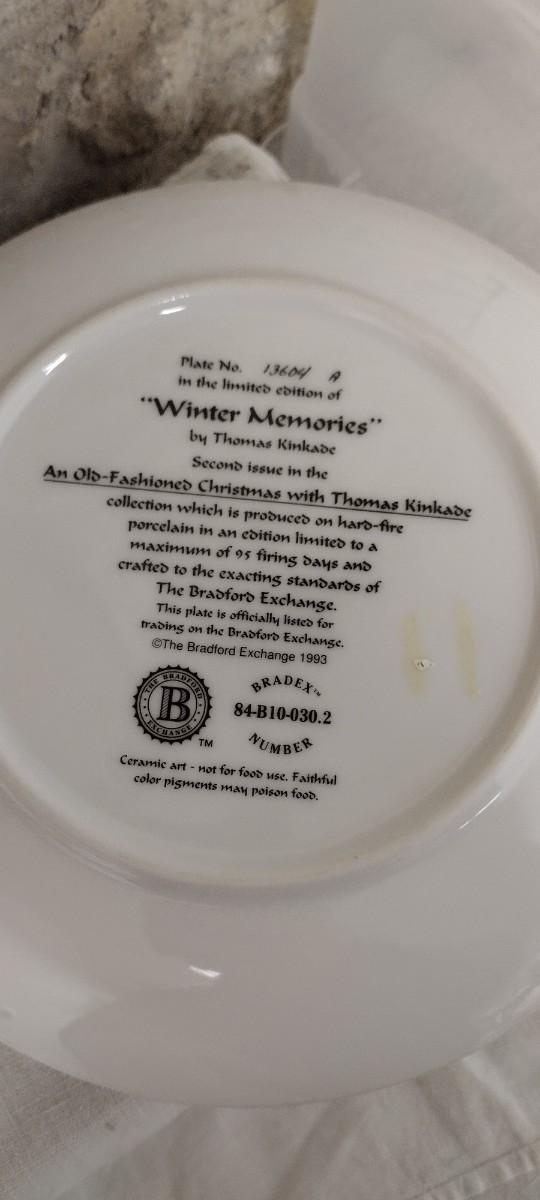 Plate No. 13604 A
in the limited edition of
"Winter Memories"
by Thomas Kinkade
Second issue in the
An Old-Fashioned Christmas with Thomas Kinkade
collection which is produced on hard-fire
porcelain in an edition limited to a
maximum of 95 firing days and
crafted to the exacting standards of
The Bradford Exchange.
This plate is officially listed for
trading on the Bradford Exchange.
©The Bradford Exchange 1993
THE BRADFORD
B
EXCHANGE
TM
BRADEX™
84-B10-030.2
NUMBER
Ceramic art - not for food use. Faithful
color pigments may poison food.